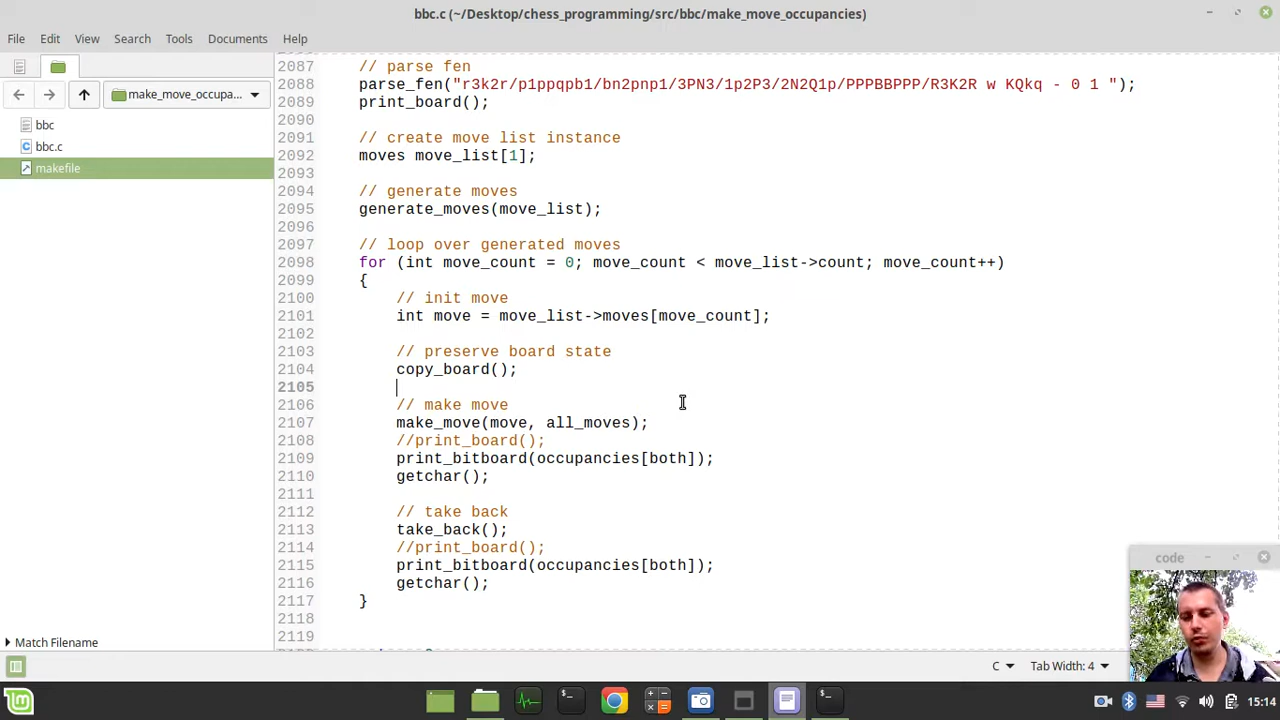 bbc.c (~/Desktop/chess_programming/src/bbc/make_move_occupancies)
File Edit View Search Tools Documents Help
make_move_occupa...
bbc
bbc.c
makefile
Match Filename
2087 // parse fen
2088 parse_fen("r3k2r/p1ppqpb1/bn2pnp1/3PN3/1p2P3/2N2Q1p/PPPBBPPP/R3K2R w KQkq - 0 1 ");
2089 print_board();
2090
2091 // create move list instance
2092 moves move_list[1];
2093
2094 // generate moves
2095 generate_moves(move_list);
2096
2097 // loop over generated moves
2098 for (int move_count = 0; move_count < move_list->count; move_count++)
2099 {
2100 // init move
2101 int move = move_list->moves[move_count];
2102
2103 // preserve board state
2104 copy_board();
2105
2106 // make move
2107 make_move(move, all_moves);
2108 //print_board();
2109 print_bitboard(occupancies[both]);
2110 getchar();
2111
2112 // take back
2113 take_back();
2114 //print_board();
2115 print_bitboard(occupancies[both]);
2116 getchar();
2117 }
2118
2119
code
C Tab Width: 4
15:14